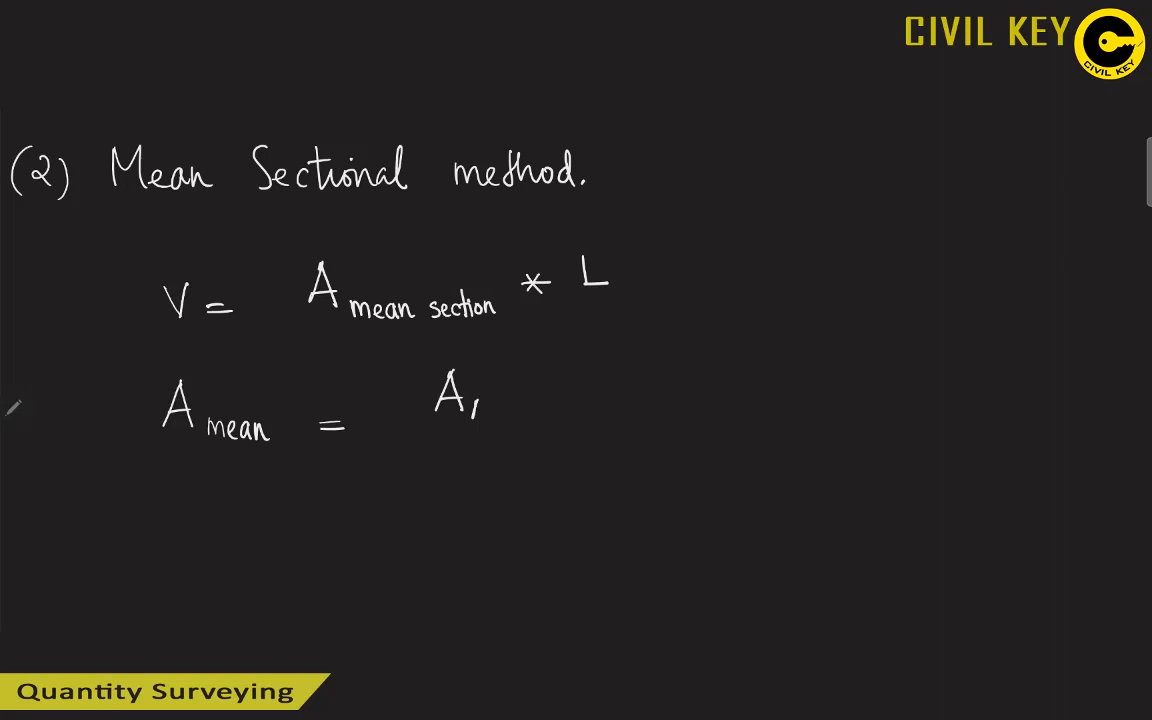 CIVIL KEY
CIVIL KEY
(2) Mean Sectional method.
V = A mean section * L
A mean = A1
Quantity Surveying